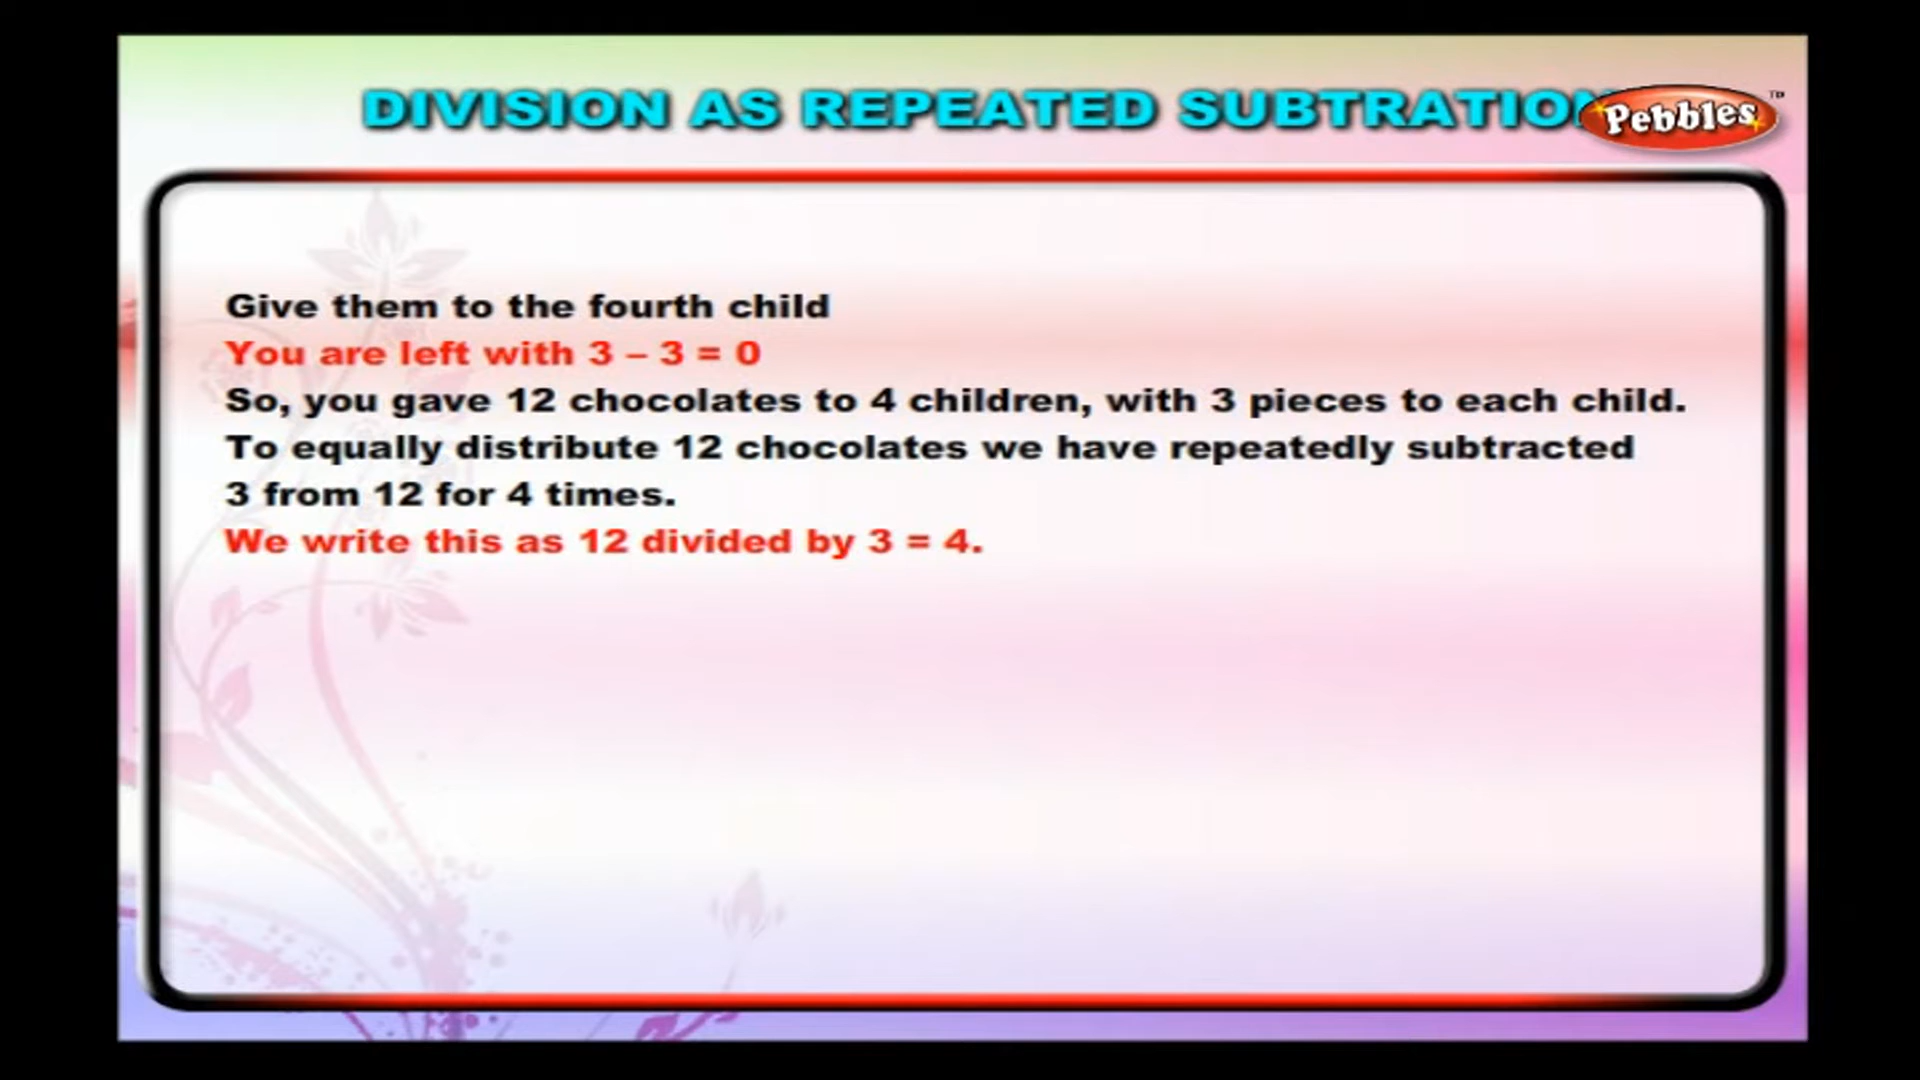 DIVISION AS REPEATED SUBTRATION
Pebbles
Give them to the fourth child
You are left with 3 – 3 = 0
So, you gave 12 chocolates to 4 children, with 3 pieces to each child.
To equally distribute 12 chocolates we have repeatedly subtracted
3 from 12 for 4 times.
We write this as 12 divided by 3 = 4.